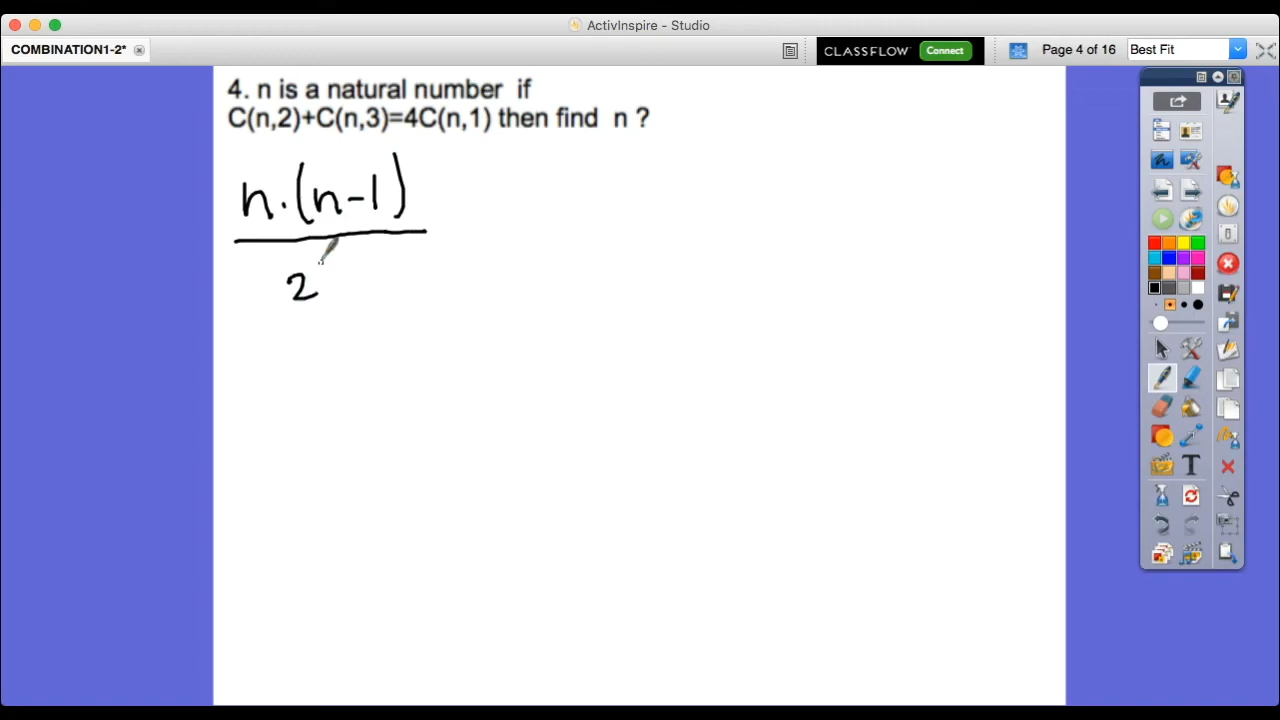 ActivInspire - Studio
COMBINATION1-2*
CLASSFLOW Connect
Page 4 of 16 Best Fit
4. n is a natural number if
C(n,2)+C(n,3)=4C(n,1) then find n ?
n.(n-1)
2
T